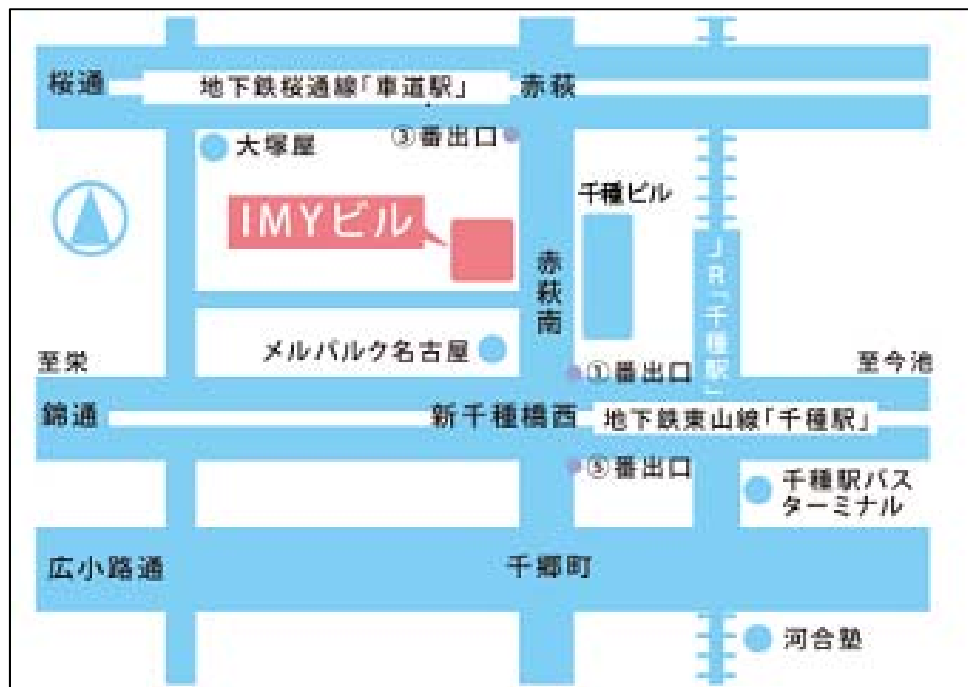 桜通
地下鉄桜通線「車道駅」
赤萩
大塚屋
③番出口
千種ビル
IMYビル
赤萩南
JR「千種駅」
メルパルク名古屋
至栄
①番出口
至今池
錦通
新千種橋西
地下鉄東山線「千種駅」
⑤番出口
千種駅バス
ターミナル
広小路通
千郷町
河合塾